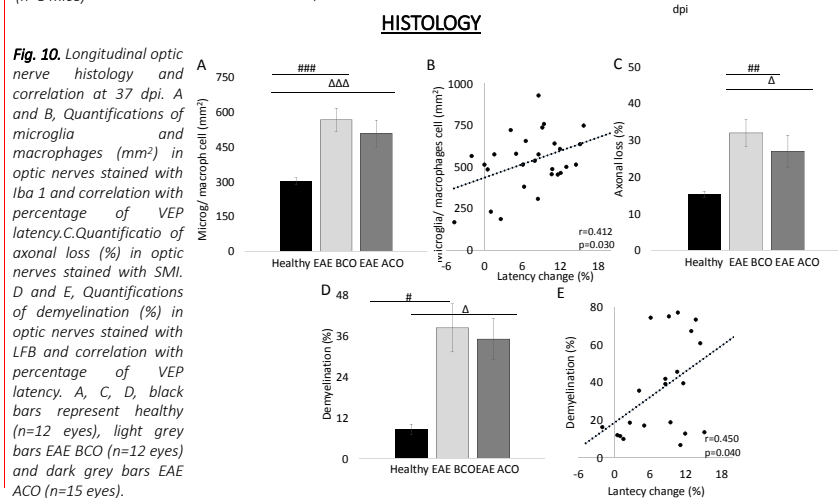 dpi
HISTOLOGY
Fig. 10. Longitudinal optic
nerve histology and
correlation at 37 dpi. A
and B, Quantifications of
microglia and
macrophages (mm²) in
optic nerves stained with
Iba 1 and correlation with
percentage of VEP
latency.C.Quantificatio of
axonal loss (%) in optic
nerves stained with SMI.
D and E, Quantifications
of demyelination (%) in
optic nerves stained with
LFB and correlation with
percentage of VEP
latency. A, C, D, black
bars represent healthy
(n=12 eyes), light grey
bars EAE BCO (n=12 eyes)
and dark grey bars EAE
ACO (n=15 eyes).
A
Microg/ macroph cell (mm²)
750
600
450
300
150
0
###
ΔΔΔ
Healthy EAE BCO EAE ACO
B
Microglia/ macrophages cell (mm²)
1000
750
500
250
0
-6 0 6 12 18
r=0.412
p=0.030
Latency change (%)
C
Axonal loss (%)
50
40
30
20
10
0
##
Δ
Healthy EAE BCO EAE ACO
D
Demyelination (%)
48
36
24
12
0
#
Δ
Healthy EAE BCOEAE ACO
E
Demyelination (%)
80
60
40
20
0
r=0.450
p=0.040
-6 0 6 12 18
Lantecy change (%)